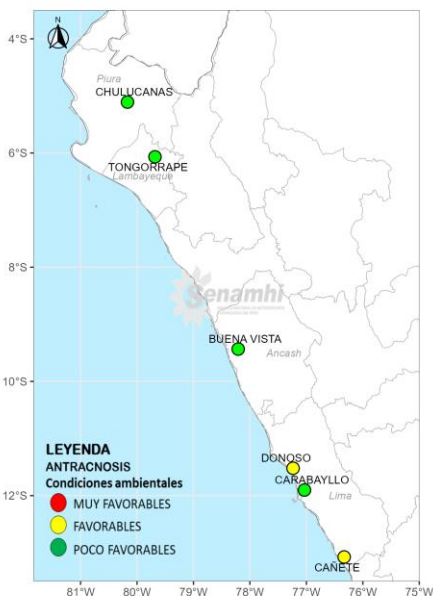 N
4°S
Piura
CHULUCANAS
6°S
TONGORRAPE
Lambayeque
8°S
Senamhi
BUENA VISTA
Ancash
10°S
LEYENDA
ANTRACNOSIS
Condiciones ambientales
MUY FAVORABLES
FAVORABLES
POCO FAVORABLES
DONOSO
CARABAYLLO
12°S
Lima
CAÑETE
81°W
80°W
79°W
78°W
77°W
76°W
75°W